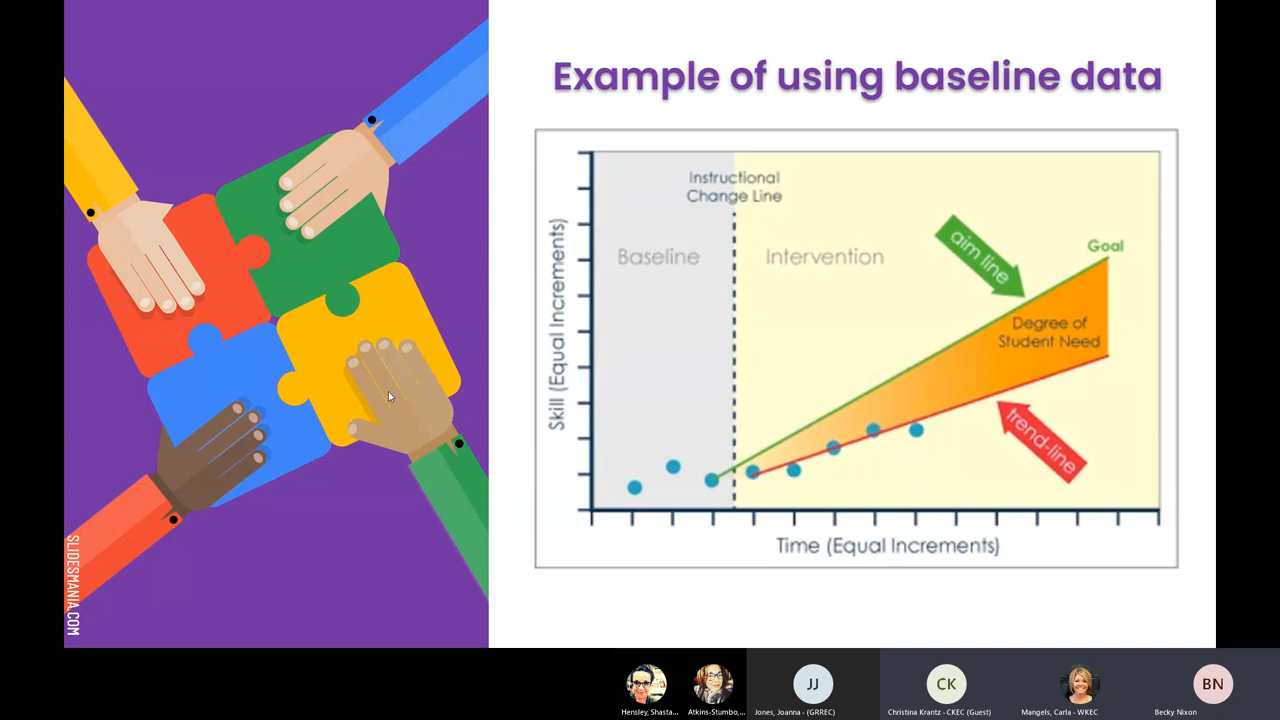 Example of using baseline data
Instructional
Change Line
Baseline
Intervention
aim line
Goal
Degree of
Student Need
trend-line
Skill (Equal Increments)
Time (Equal Increments)
SLIDESMANIA.COM
JJ
CK
BN
Hensley, Shasta...
Atkins-Stumbo,...
Jones, Joanna - (GRREC)
Christina Krantz - CKEC (Guest)
Mangels, Carla - WKEC
Becky Nixon